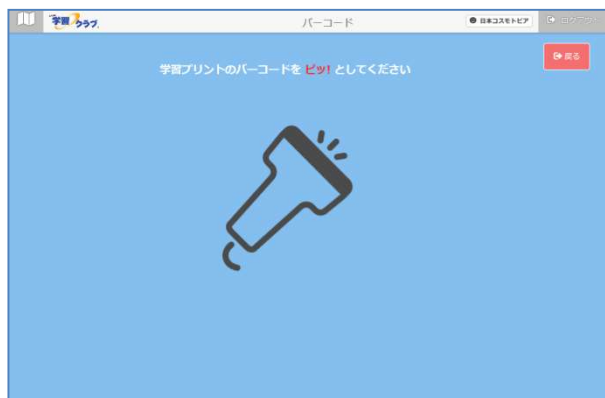 学習クラブ
バーコード
日本コスモトピア
ログアウト
戻る
学習プリントのバーコードを ピッ! としてください